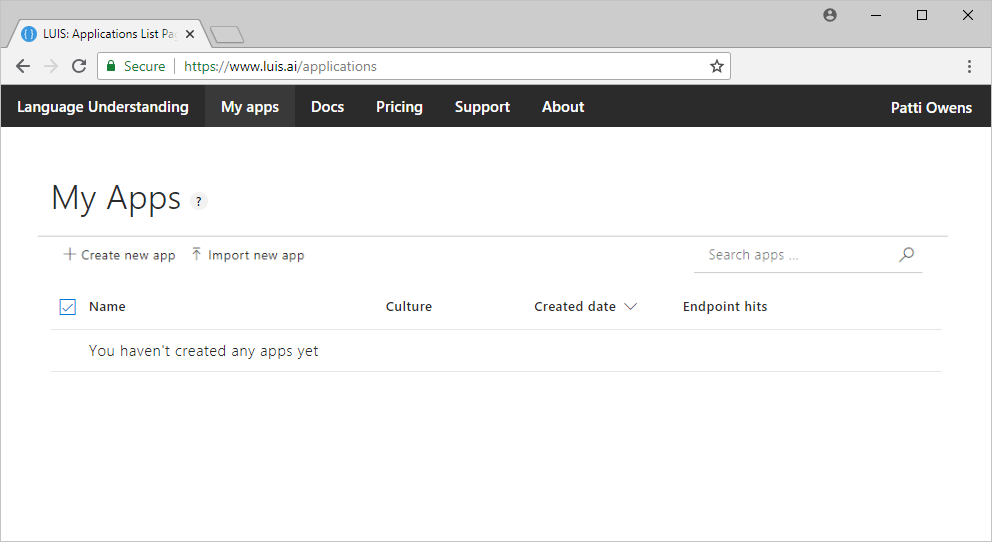 LUIS: Applications List Pa
Secure https://www.luis.ai/applications
Language Understanding My apps Docs Pricing Support About Patti Owens
My Apps ?
Create new app Import new app Search apps ...
Name Culture Created date Endpoint hits
You haven't created any apps yet